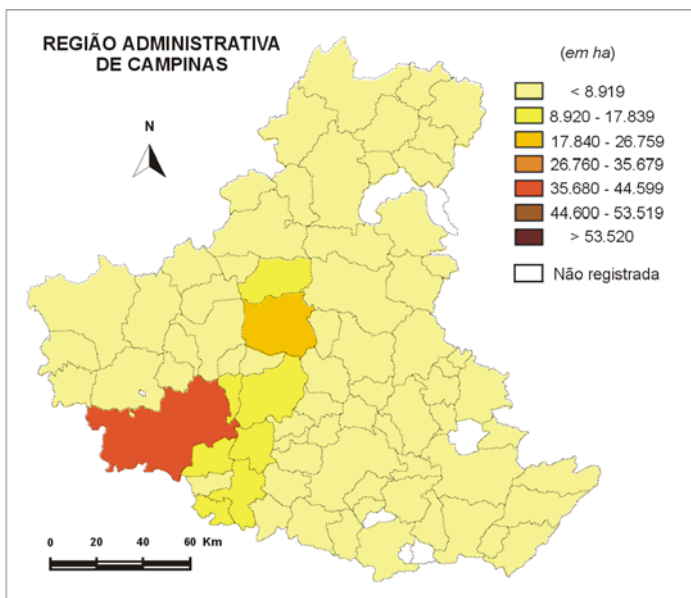 REGIÃO ADMINISTRATIVA
DE CAMPINAS
N
(em ha)
< 8.919
8.920 - 17.839
17.840 - 26.759
26.760 - 35.679
35.680 - 44.599
44.600 - 53.519
> 53.520
Não registrada
0 20 40 60 Km